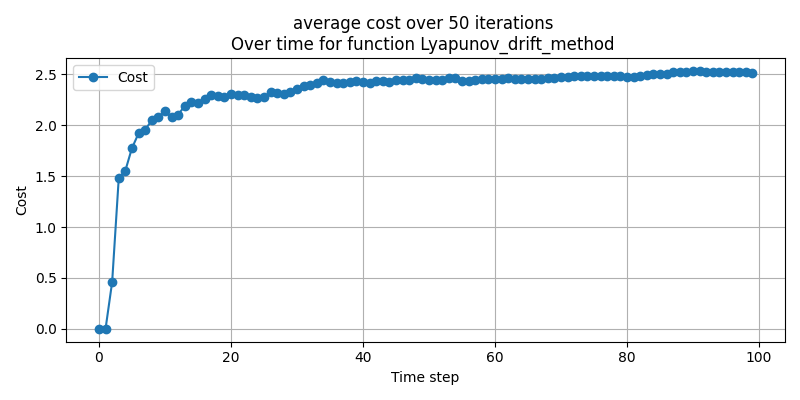 average cost over 50 iterations
Over time for function Lyapunov_drift_method
Cost
2.5
2.0
1.5
1.0
0.5
0.0
Cost
0
20
40
60
80
100
Time step